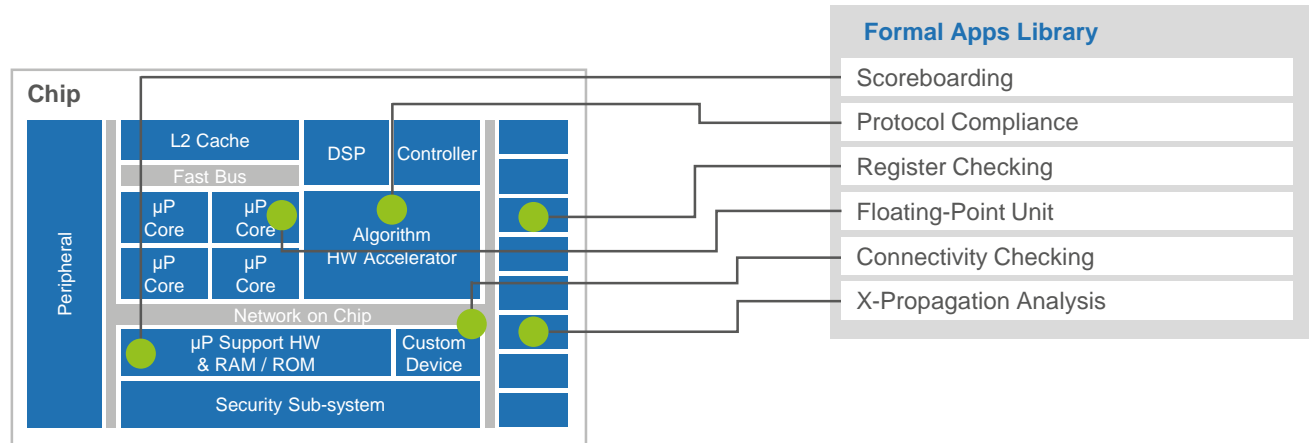 Formal Apps Library
Scoreboarding
Protocol Compliance
Register Checking
Floating-Point Unit
Connectivity Checking
X-Propagation Analysis
Chip
Peripheral
L2 Cache
Fast Bus
DSP
Controller
µP
Core
µP
Core
µP
Core
µP
Core
Algorithm
HW Accelerator
Network on Chip
µP Support HW
& RAM / ROM
Custom
Device
Security Sub-system